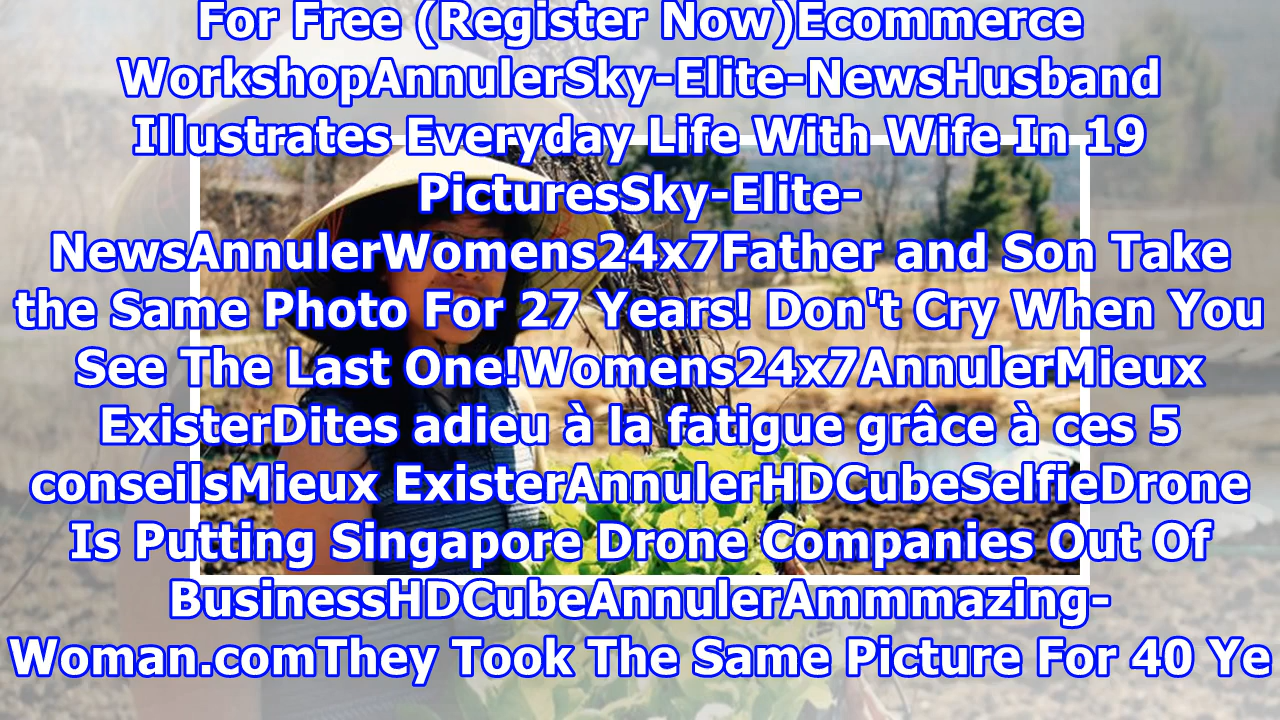 For Free (Register Now)Ecommerce
WorkshopAnnulerSky-Elite-NewsHusband
Illustrates Everyday Life With Wife In 19
PicturesSky-Elite-
NewsAnnulerWomens24x7Father and Son Take
the Same Photo For 27 Years! Don't Cry When You
See The Last One!Womens24x7AnnulerMieux
ExisterDites adieu à la fatigue grâce à ces 5
conseilsMieux ExisterAnnulerHDCubeSelfieDrone
Is Putting Singapore Drone Companies Out Of
BusinessHDCubeAnnulerAmmmazing-
Woman.comThey Took The Same Picture For 40 Ye